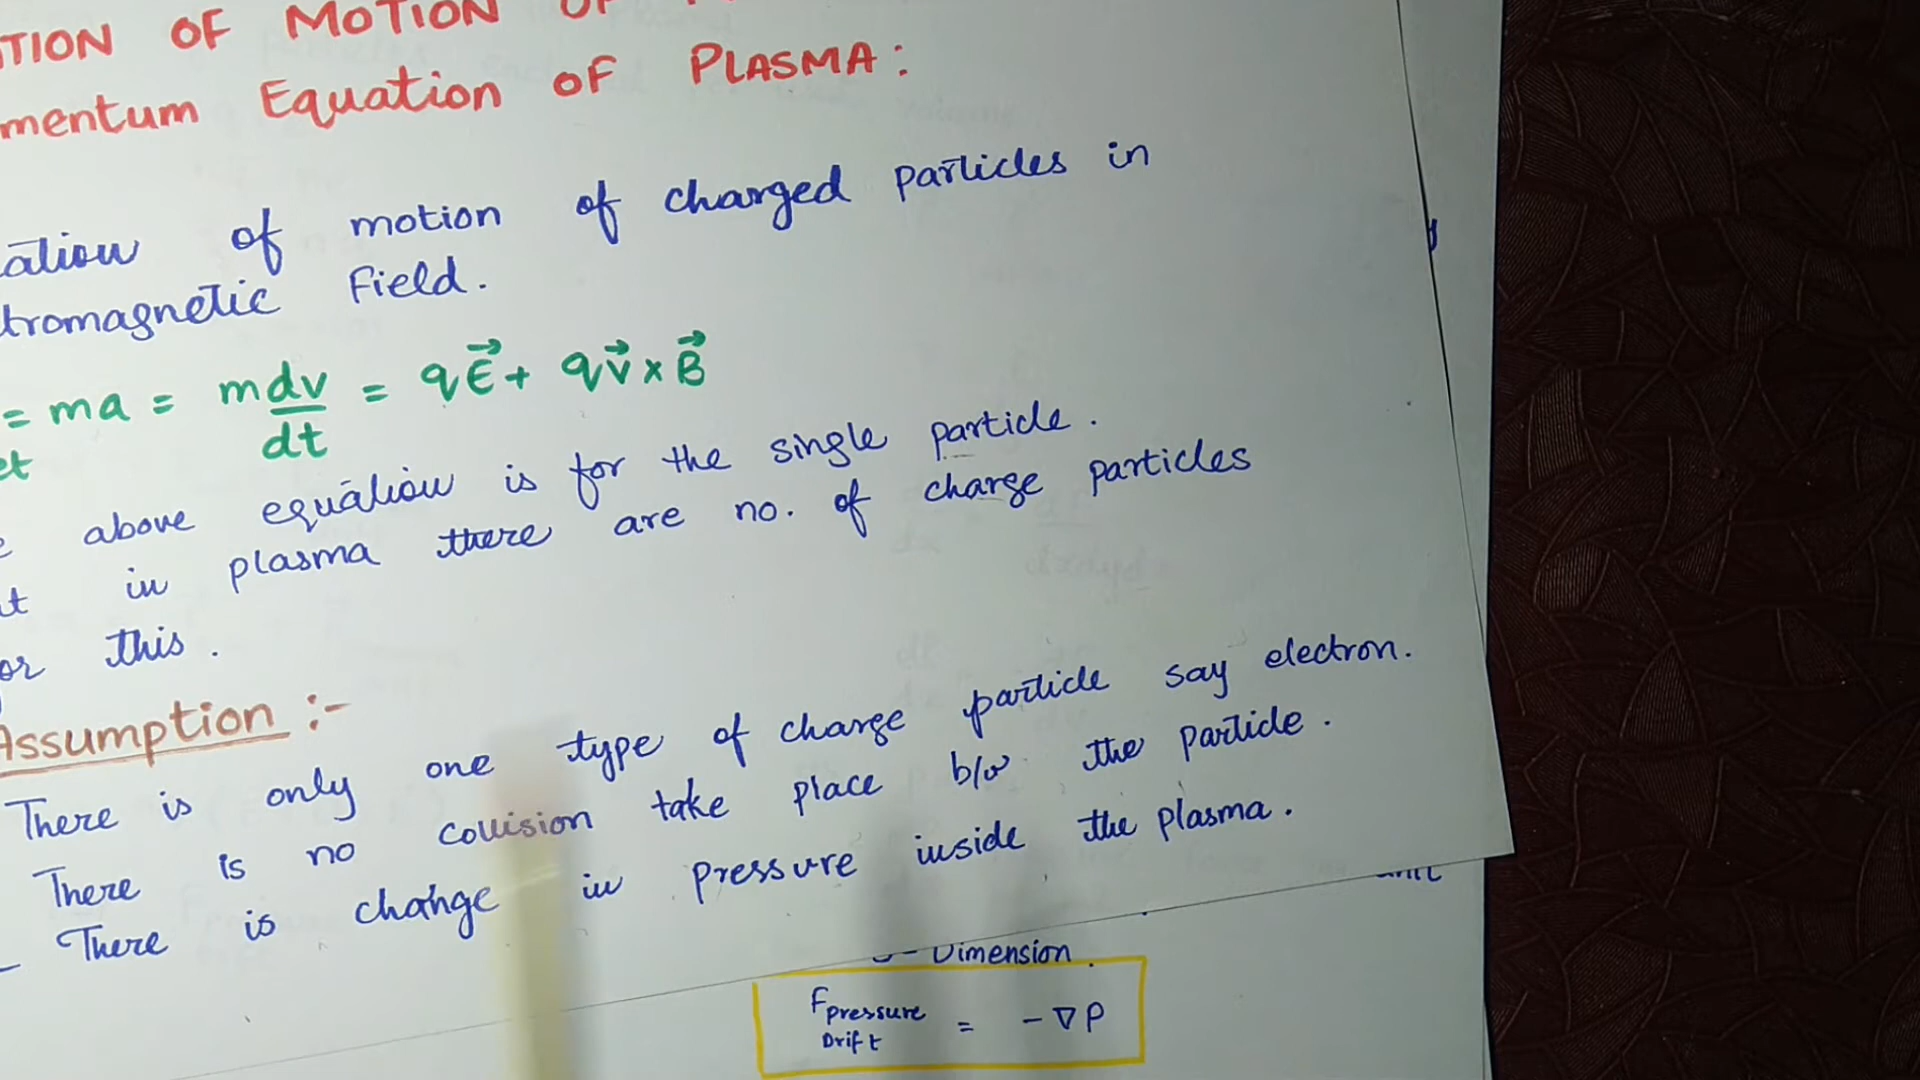 TION OF MOTION OF
mentum Equation OF PLASMA:
ation of motion of charged particles in
tromagnetic Field.
= ma = mdv/dt = qE⃗ + qv⃗ × B⃗
et
above equation is for the single particle.
t in plasma there are no. of charge particles
or this.
Assumption :-
There is only one type of charge particle say electron.
There is no collision take place b/w the particle.
There is change in pressure inside the plasma.
Dimension.
Fpressure Drift = - ∇P